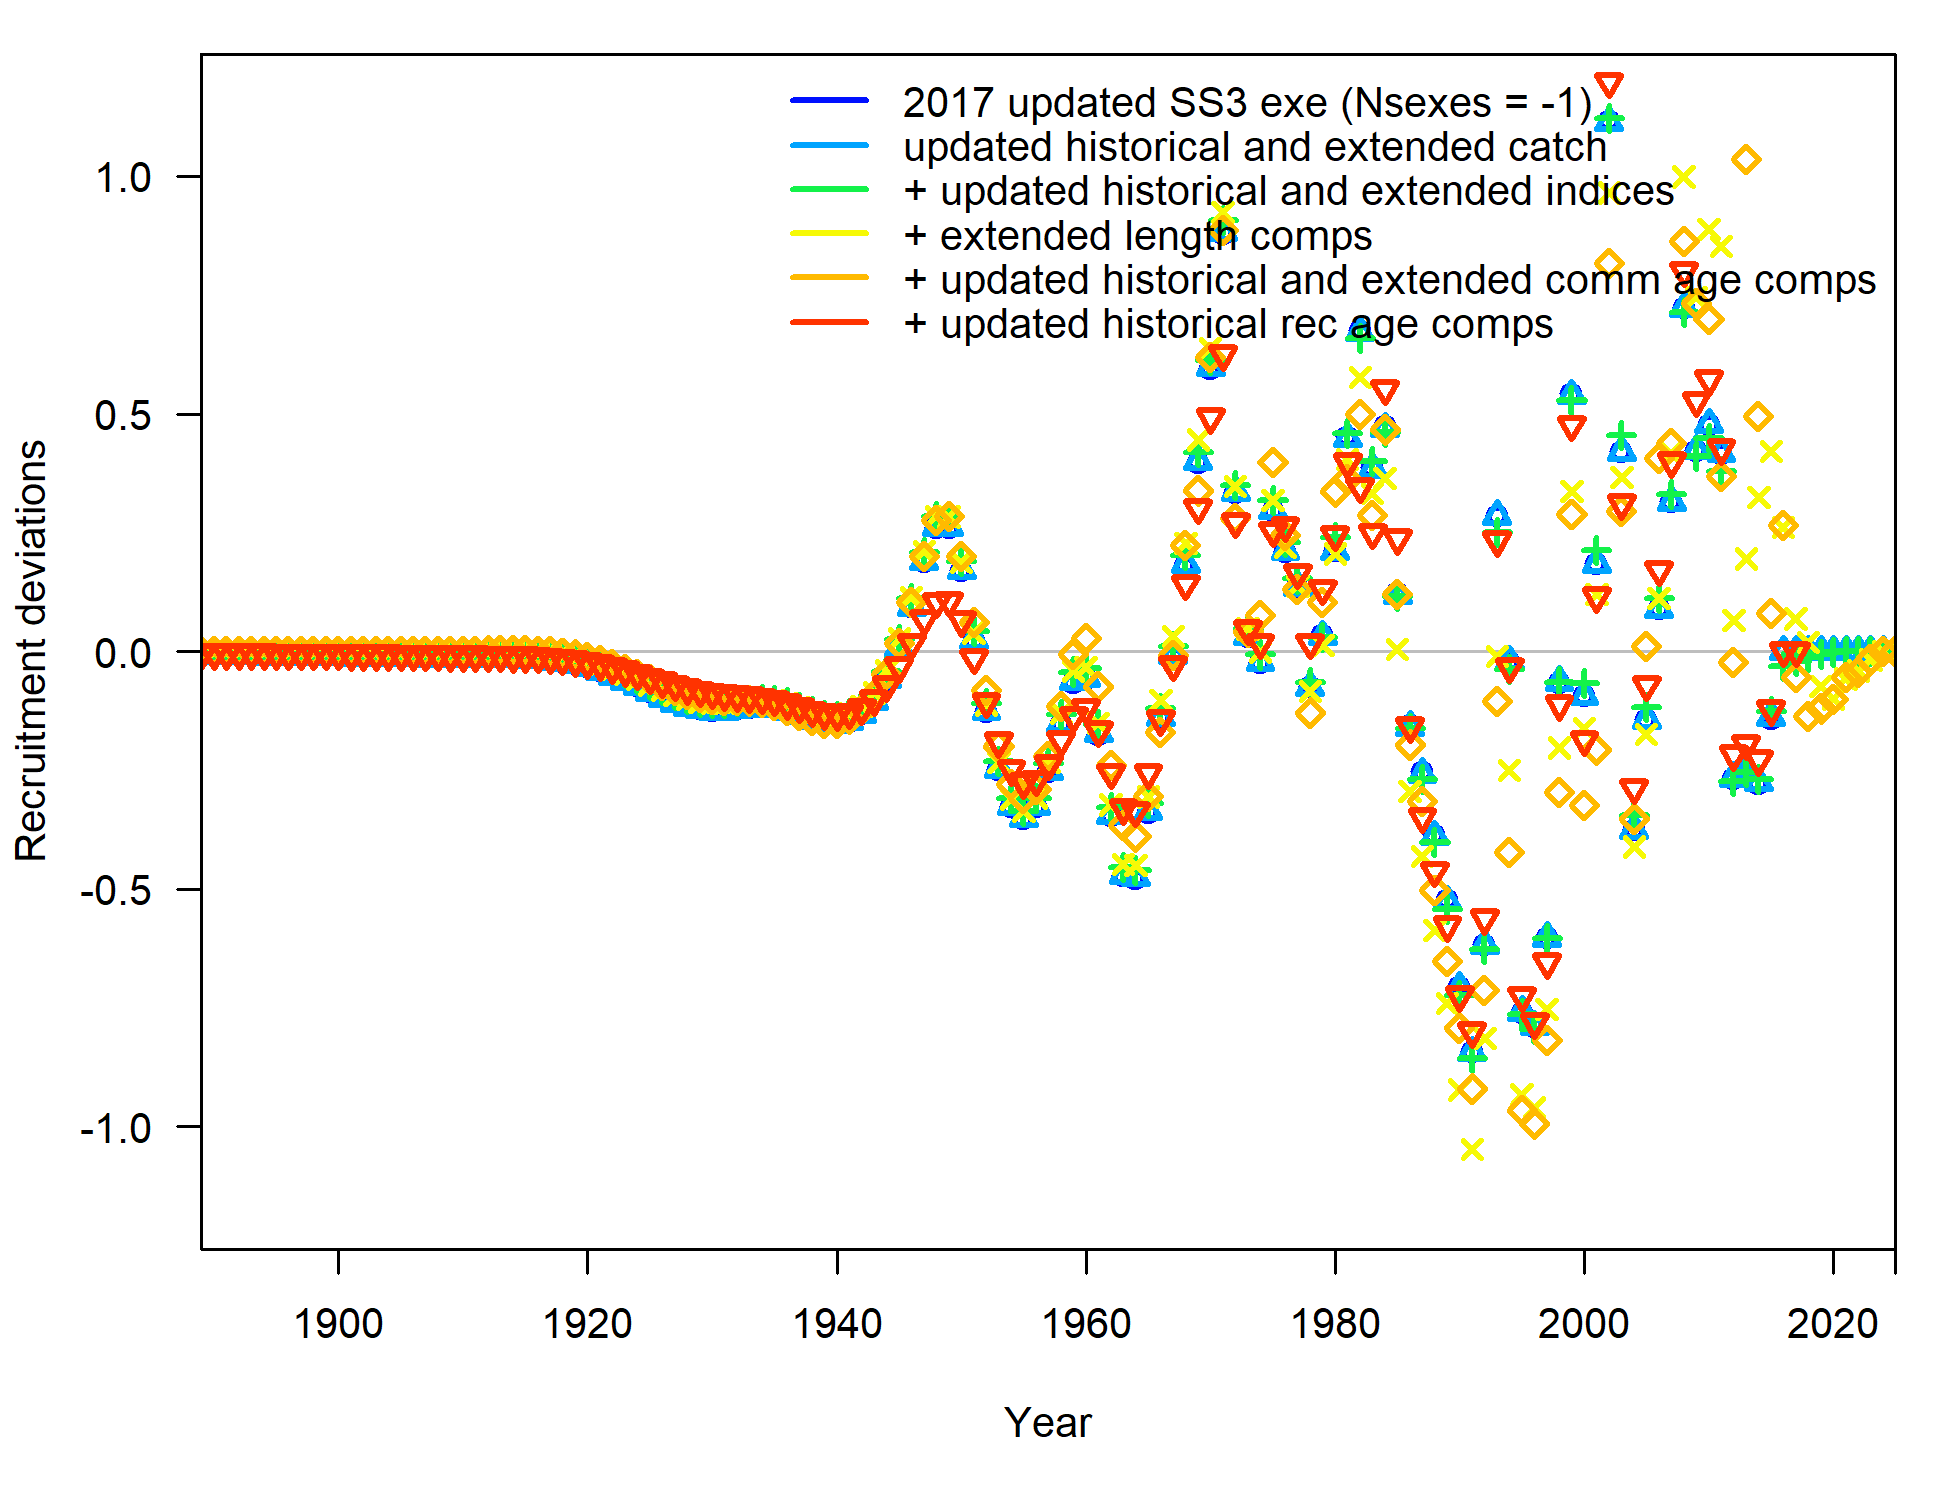 2017 updated SS3 exe (Nsexes = -1)
updated historical and extended catch
+ updated historical and extended indices
+ extended length comps
+ updated historical and extended comm age comps
+ updated historical rec age comps
1.0
0.5
0.0
-0.5
-1.0
Recruitment deviations
1900 1920 1940 1960 1980 2000 2020
Year